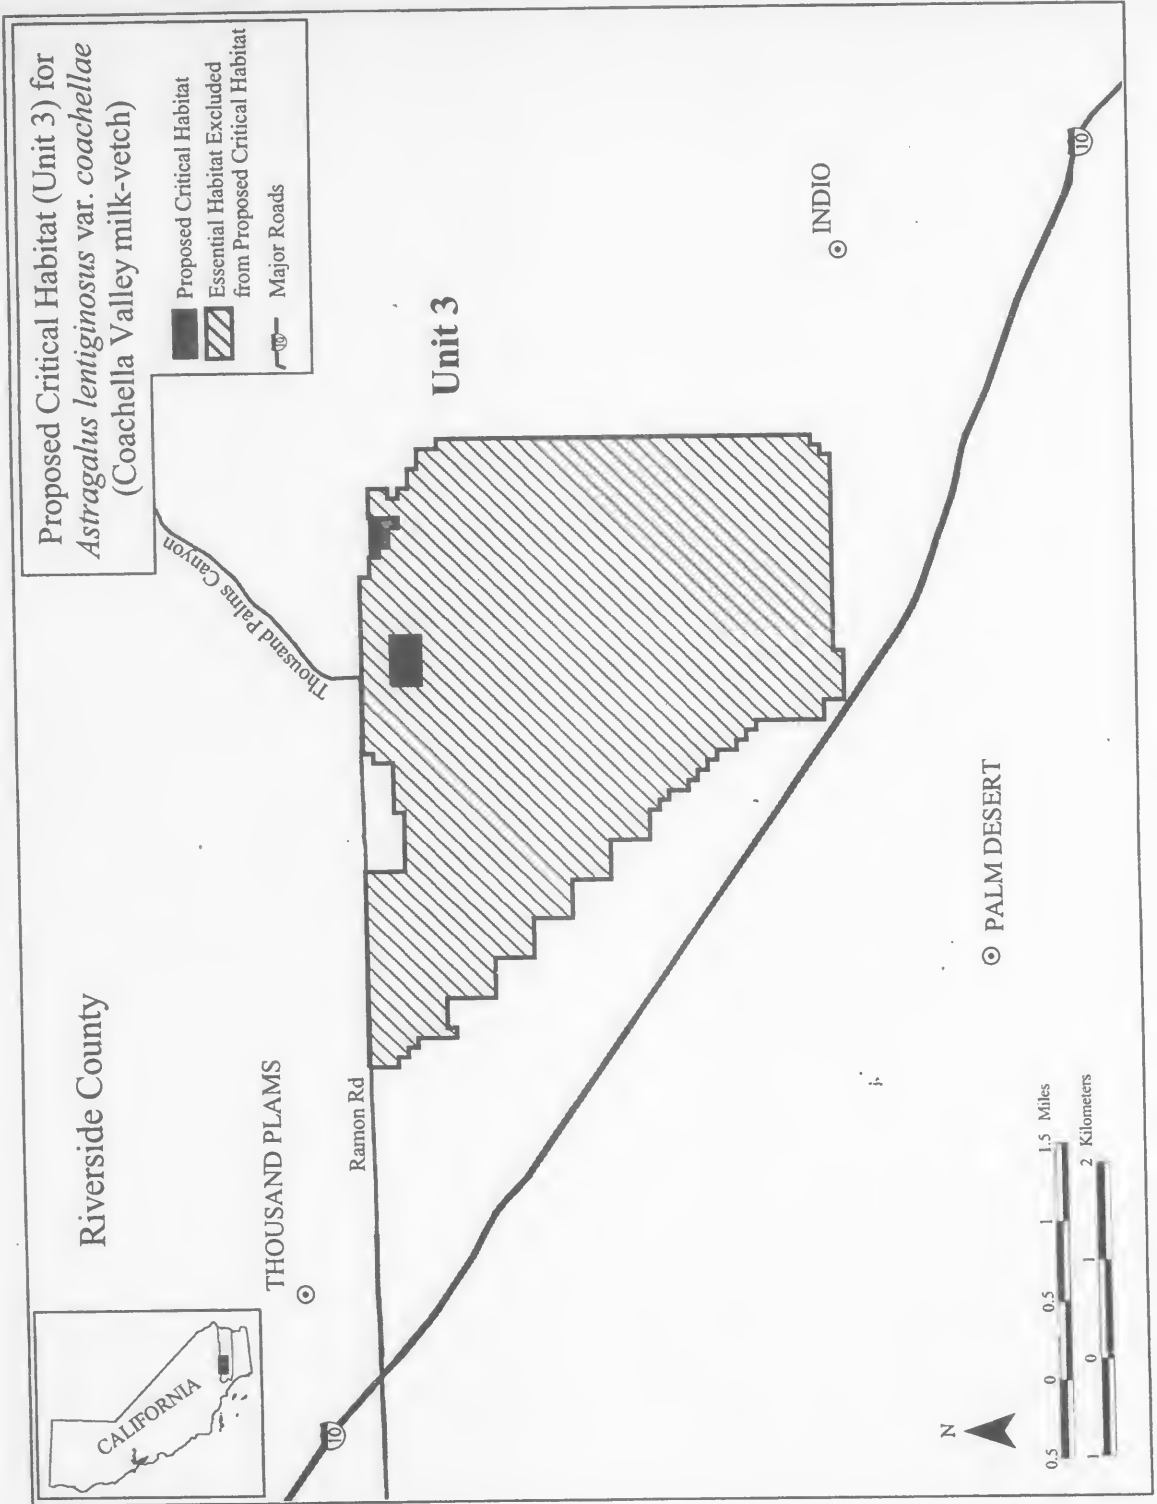 Proposed Critical Habitat (Unit 3) for
Astragalus lentiginosus var. coachellae
(Coachella Valley milk-vetch)
Proposed Critical Habitat
Essential Habitat Excluded
from Proposed Critical Habitat
10
Major Roads
CALIFORNIA
Riverside County
THOUSAND PLAMS
Thousand Palms Canyon
Ramon Rd
Unit 3
10
INDIO
PALM DESERT
10
N
0.5 0 0.5 1 1.5 Miles
1 0 1 2 Kilometers